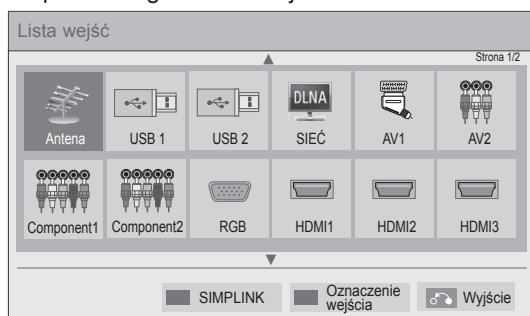 Lista wejść
Strona 1/2
DLNA
Antena USB 1 USB 2 SIEĆ AV1 AV2
Component1 Component2 RGB HDMI1 HDMI2 HDMI3
SIMPLINK Oznaczenie wejścia Wyjście